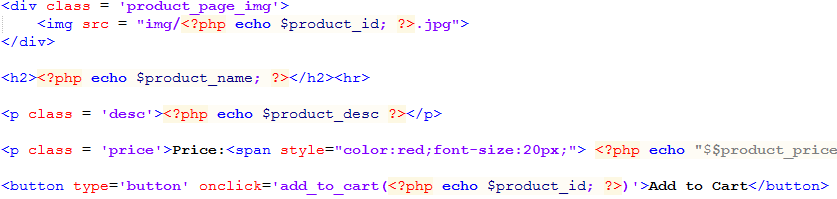 <div class = 'product_page_img'>
<img src = "img/<?php echo $product_id; ?>.jpg">
</div>
<h2><?php echo $product_name; ?></h2><hr>
<p class = 'desc'><?php echo $product_desc ?></p>
<p class = 'price'>Price:<span style="color:red;font-size:20px;"> <?php echo "$$product_price
<button type='button' onclick='add_to_cart(<?php echo $product_id; ?>)'>Add to Cart</button>